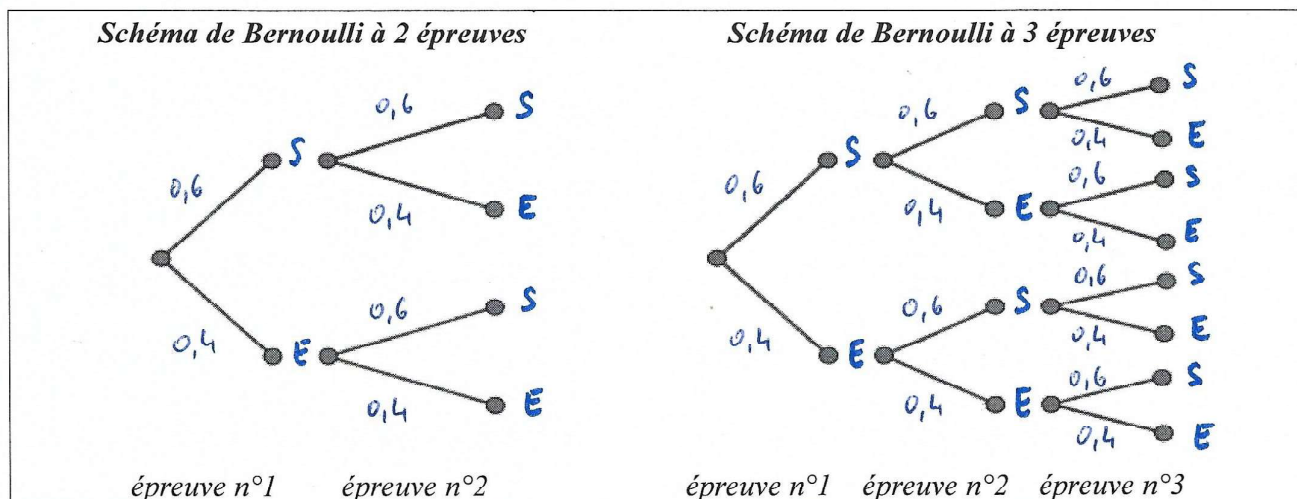 Schéma de Bernoulli à 2 épreuves
0,6
S
0,6
S
0,4
E
0,4
E
0,6
S
0,4
E
épreuve n°1 épreuve n°2
Schéma de Bernoulli à 3 épreuves
0,6
S
0,6
S
0,6
S
0,4
E
0,4
E
0,6
S
0,4
E
0,4
E
0,6
S
0,6
S
0,4
E
0,4
E
0,6
S
0,4
E
épreuve n°1 épreuve n°2 épreuve n°3